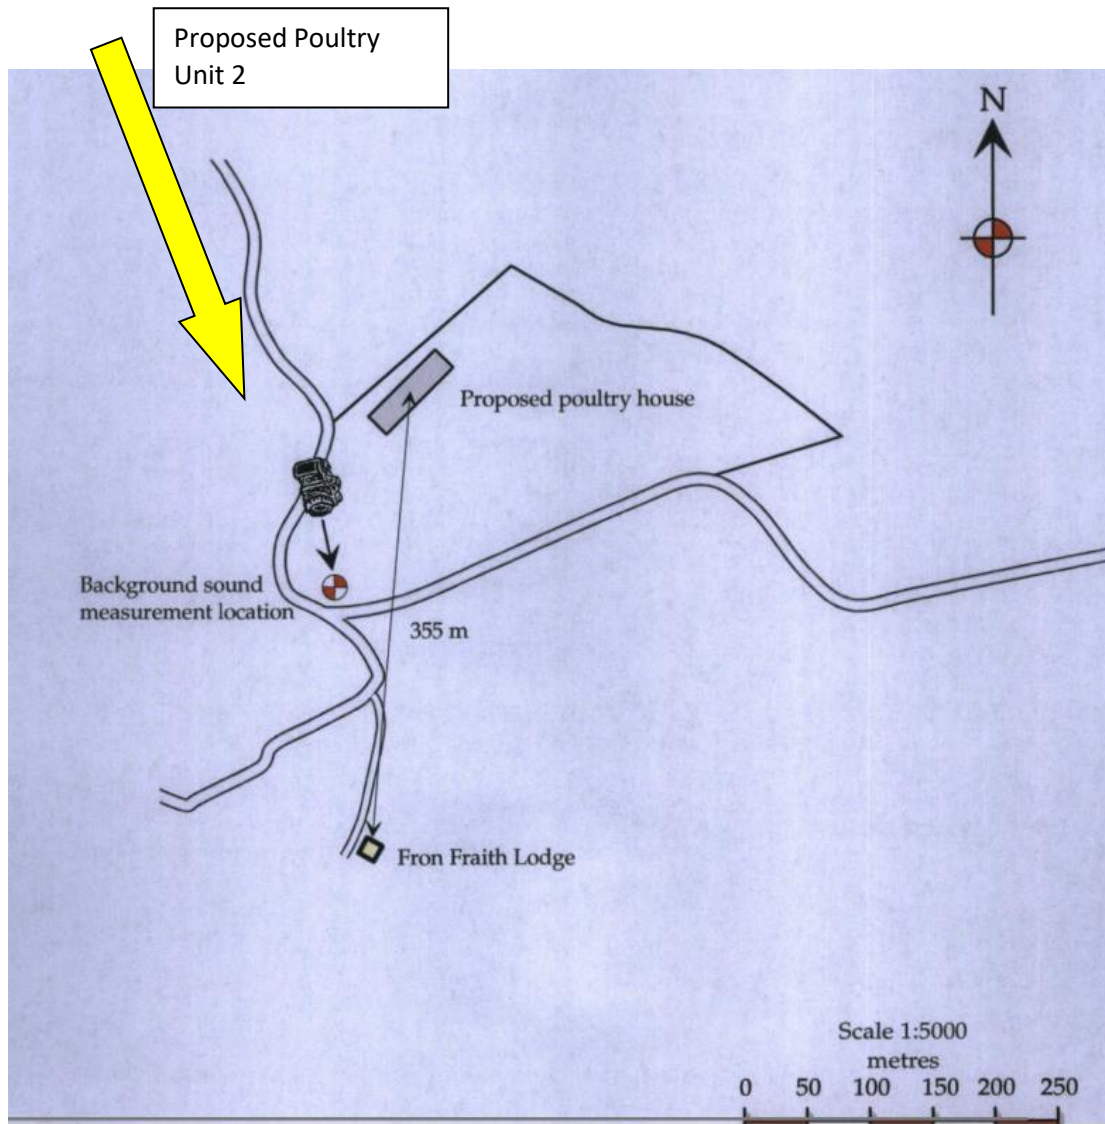 Proposed Poultry
Unit 2
N
Proposed poultry house
Background sound
measurement location
355 m
Fron Fraith Lodge
Scale 1:5000
metres
0 50 100 150 200 250